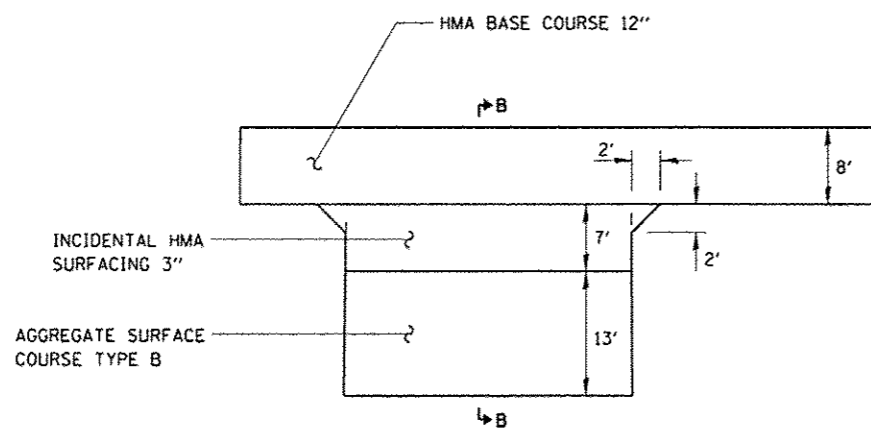 HMA BASE COURSE 12"
B
2'
8'
INCIDENTAL HMA
SURFACING 3"
7'
2'
AGGREGATE SURFACE
COURSE TYPE B
13'
B